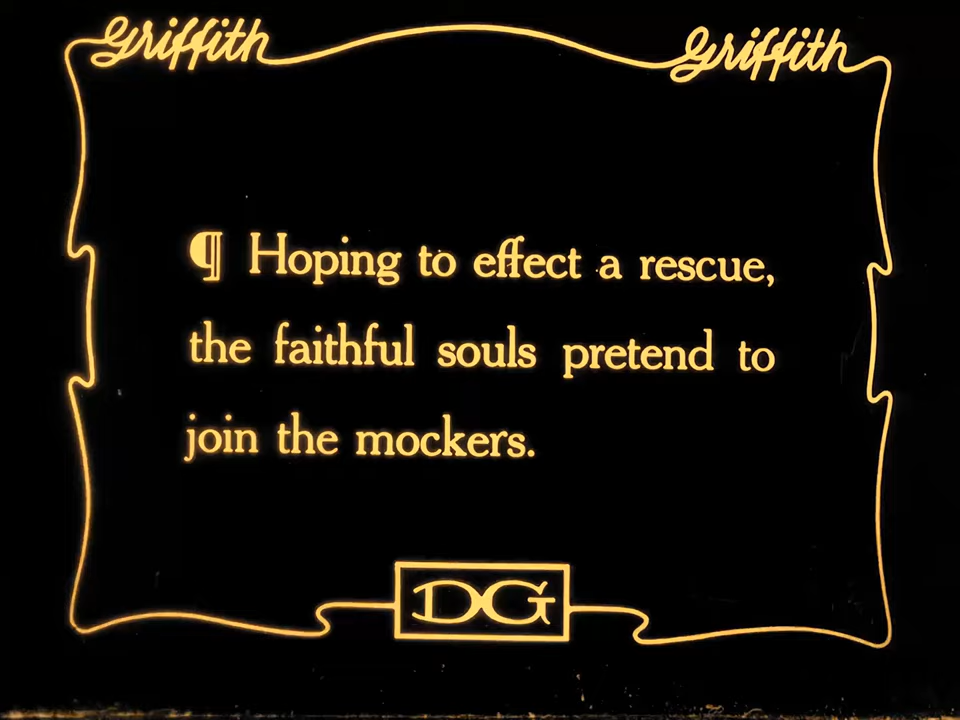 Griffith Griffith
¶ Hoping to effect a rescue,
the faithful souls pretend to
join the mockers.
DG